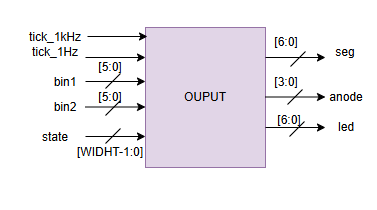 tick_1kHz
tick_1Hz
[5:0]
bin1
[5:0]
bin2
state
[WIDHT-1:0]
OUPUT
[6:0]
seg
[3:0]
anode
[6:0]
led